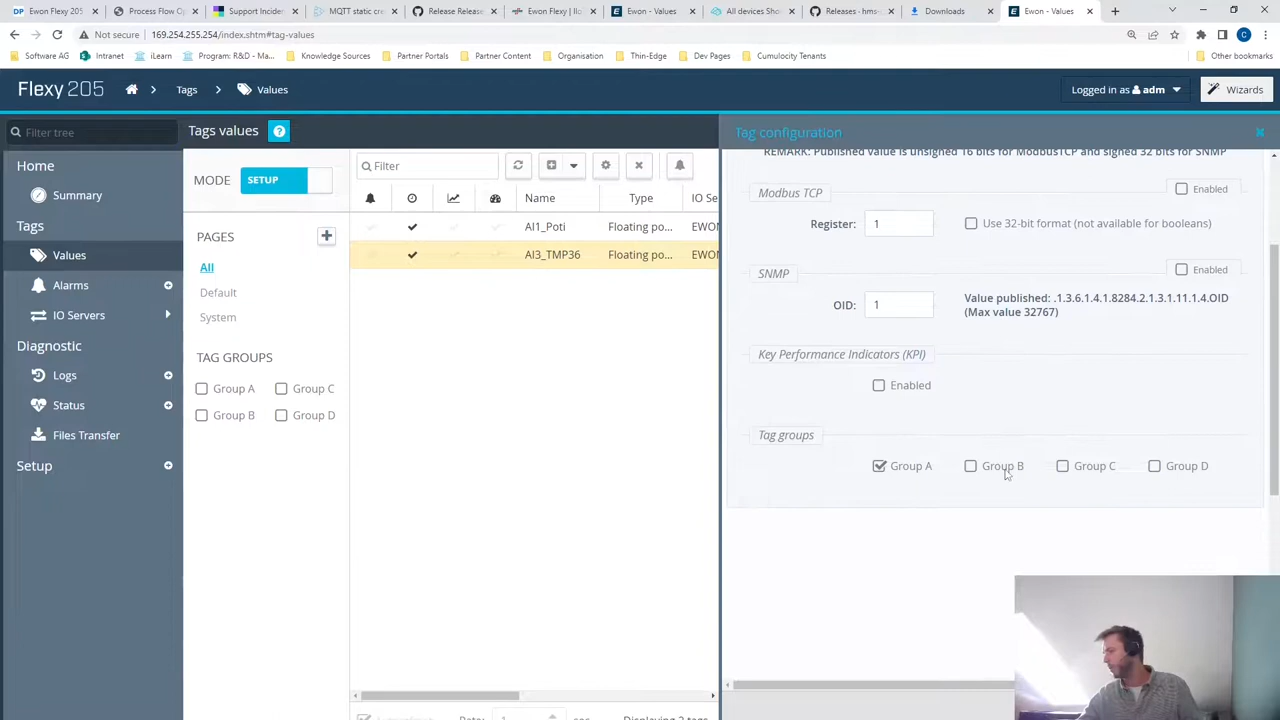 Ewon Flexy 205
Process Flow Op
Support Inciden
MQTT static cre
Release Release
Ewon Flexy | Ilo
Ewon - Values
All devices Sho
Releases · hms-
Downloads
Ewon - Values
Not secure 169.254.255.254/index.shtm#tag-values
Software AG
Intranet
iLearn
Program: R&D - Ma...
Knowledge Sources
Partner Portals
Partner Content
Organisation
Thin-Edge
Dev Pages
Cumulocity Tenants
Other bookmarks
Flexy 205
Tags
Values
Logged in as adm
Wizards
Filter tree
Home
Summary
Tags
Values
Alarms
IO Servers
Diagnostic
Logs
Status
Files Transfer
Setup
Tags values
MODE SETUP
PAGES
All
Default
System
TAG GROUPS
Group A Group C
Group B Group D
Filter
Name Type IO Se
AI1_Poti Floating po... EWON
AI3_TMP36 Floating po... EWON
Displaying 2 tags
Tag configuration
REMARK: Published value is unsigned 16 bits for ModbusTCP and signed 32 bits for SNMP
Modbus TCP Enabled
Register: 1 Use 32-bit format (not available for booleans)
SNMP Enabled
OID: 1 Value published: .1.3.6.1.4.1.8284.2.1.3.1.11.1.4.OID
(Max value 32767)
Key Performance Indicators (KPI)
Enabled
Tag groups
Group A Group B Group C Group D